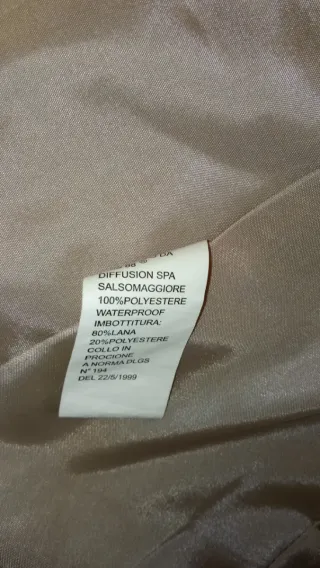 DIFFUSION SPA
SALSOMAGGIORE
100%POLYESTERE
WATERPROOF
IMBOTTITURA:
80%LANA
20%POLYESTERE
COLLO IN
PROCIONE
A NORMA DLGS
N° 194
DEL 22/5/1999